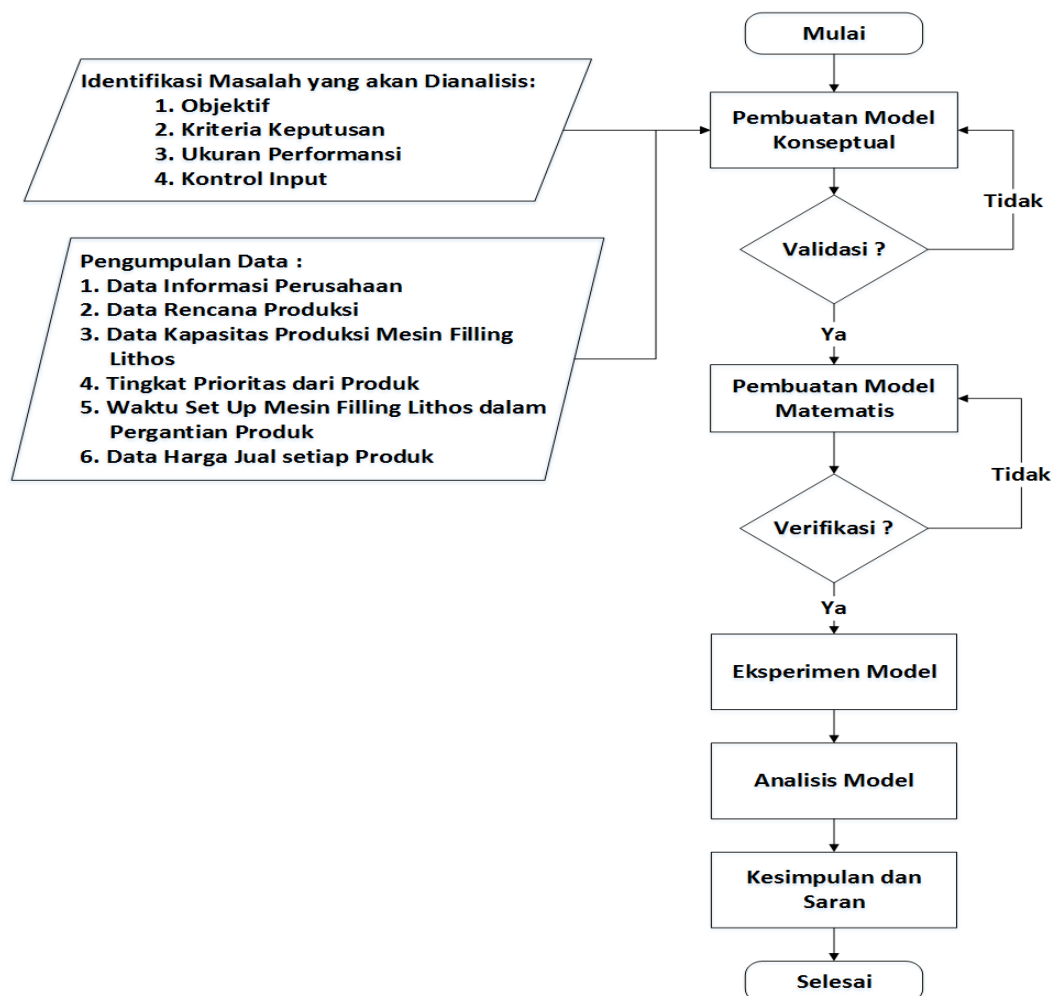 Mulai
Identifikasi Masalah yang akan Dianalisis:
1. Objektif
2. Kriteria Keputusan
3. Ukuran Performansi
4. Kontrol Input
Pembuatan Model
Konseptual
Tidak
Validasi ?
Pengumpulan Data :
1. Data Informasi Perusahaan
2. Data Rencana Produksi
3. Data Kapasitas Produksi Mesin Filling
Lithos
4. Tingkat Prioritas dari Produk
5. Waktu Set Up Mesin Filling Lithos dalam
Pergantian Produk
6. Data Harga Jual setiap Produk
Ya
Pembuatan Model
Matematis
Tidak
Verifikasi ?
Ya
Eksperimen Model
Analisis Model
Kesimpulan dan
Saran
Selesai